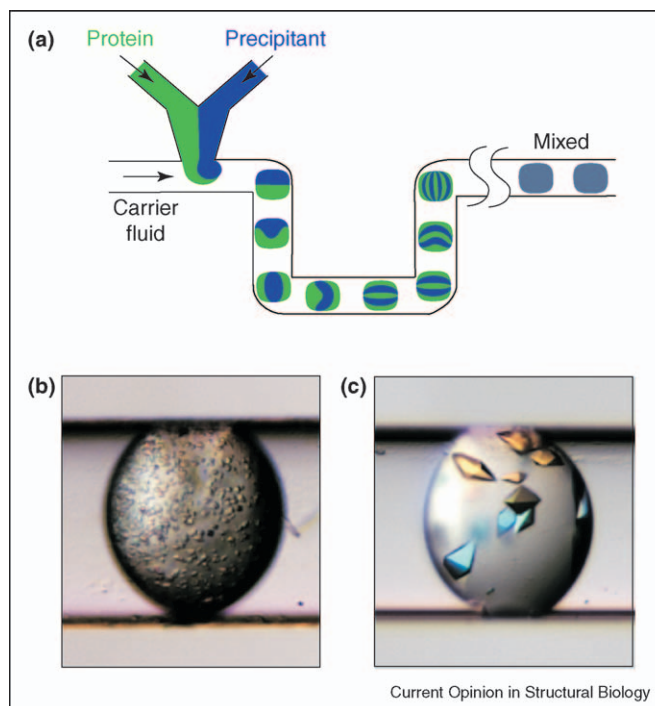 (a)
Protein
Precipitant
Mixed
Carrier
fluid
(b)
(c)
Current Opinion in Structural Biology